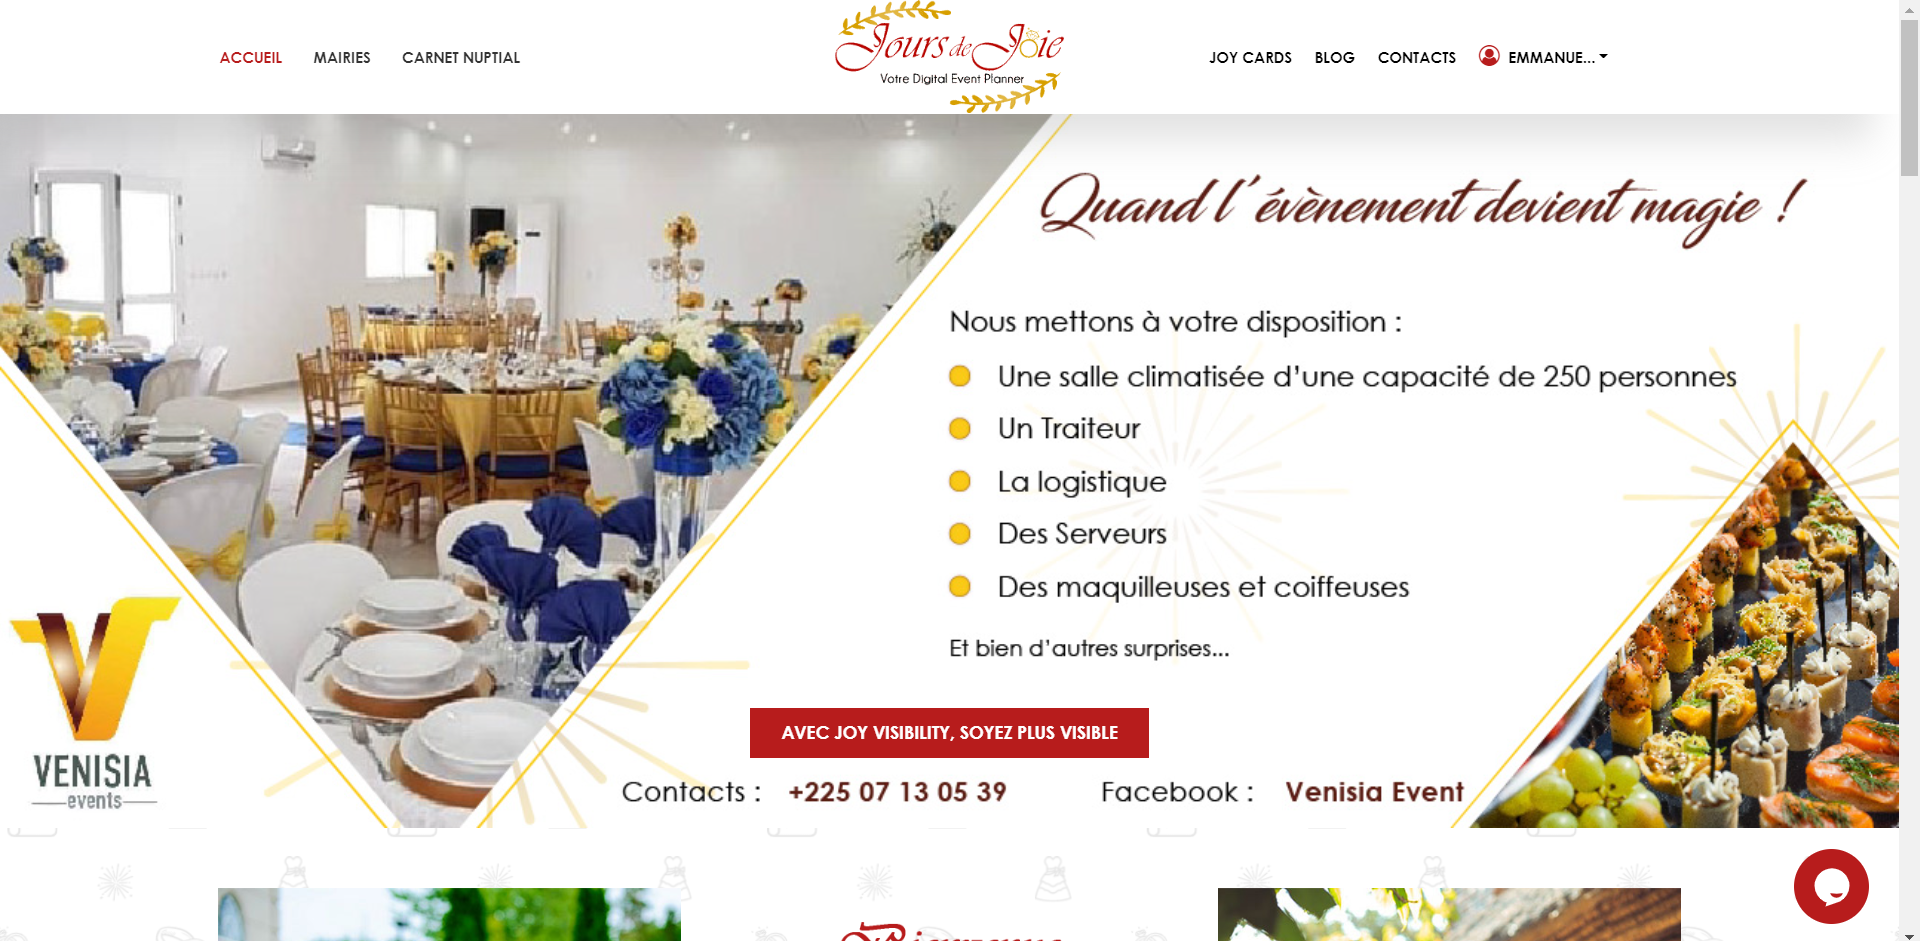 ACCUEIL
MAIRIES
CARNET NUPTIAL
Jours de Joie
Votre Digital Event Planner
JOY CARDS
BLOG
CONTACTS
EMMANUE...
Quand l'évènement devient magie !
Nous mettons à votre disposition :
Une salle climatisée d'une capacité de 250 personnes
Un Traiteur
La logistique
Des Serveurs
Des maquilleuses et coiffeuses
Et bien d'autres surprises...
VENISIA
events
AVEC JOY VISIBILITY, SOYEZ PLUS VISIBLE
Contacts : +225 07 13 05 39
Facebook : Venisia Event